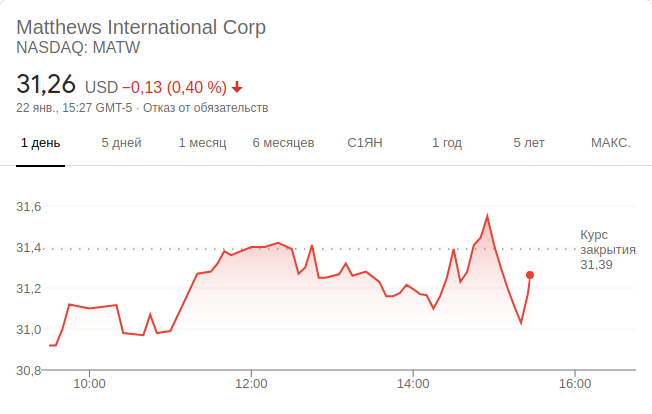 Matthews International Corp
NASDAQ: MATW
31,26 USD −0,13 (0,40 %)
22 янв., 15:27 GMT-5 · Отказ от обязательств
1 день 5 дней 1 месяц 6 месяцев С1ЯН 1 год 5 лет МАКС.
31,6
31,4
31,2
31,0
30,8
Курс
закрытия
31,39
10:00 12:00 14:00 16:00